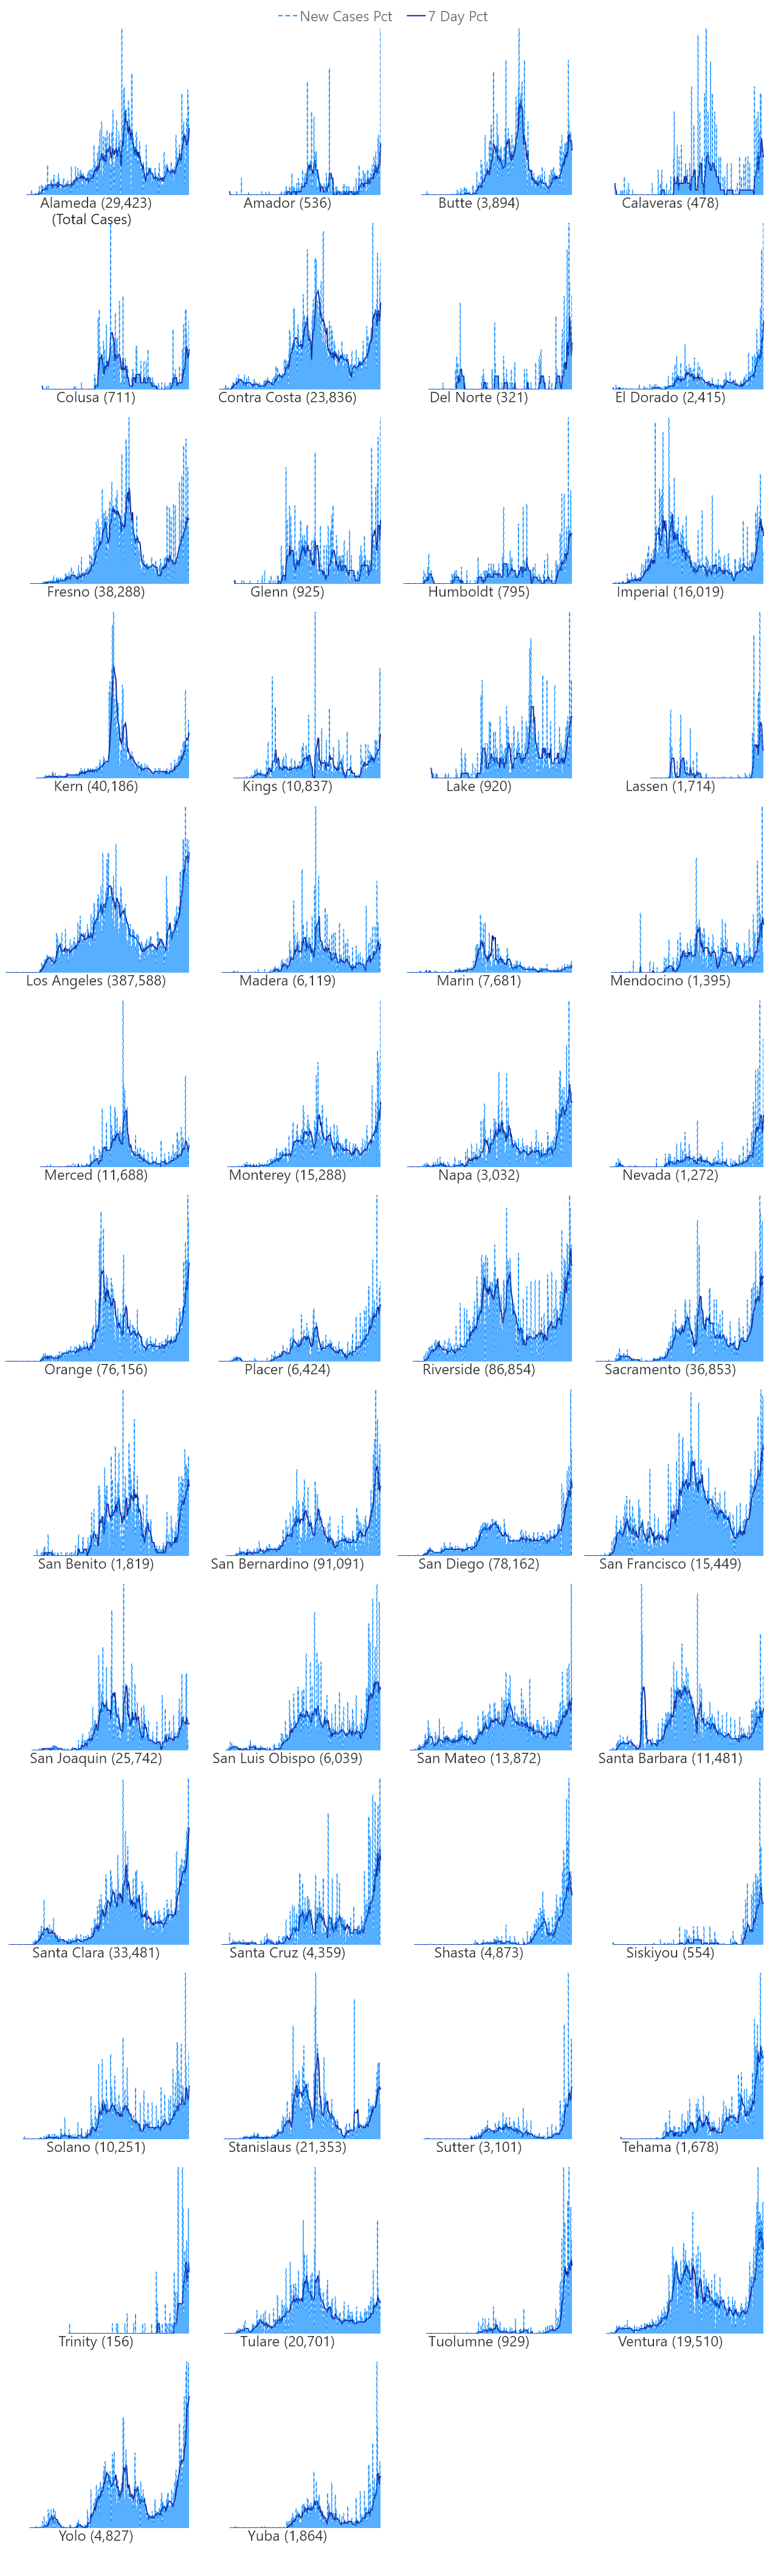 New Cases Pct 7 Day Pct
Alameda (29,423) Amador (536) Butte (3,894) Calaveras (478)
(Total Cases)
Colusa (711) Contra Costa (23,836) Del Norte (321) El Dorado (2,415)
Fresno (38,288) Glenn (925) Humboldt (795) Imperial (16,019)
Kern (40,186) Kings (10,837) Lake (920) Lassen (1,714)
Los Angeles (387,588) Madera (6,119) Marin (7,681) Mendocino (1,395)
Merced (11,688) Monterey (15,288) Napa (3,032) Nevada (1,272)
Orange (76,156) Placer (6,424) Riverside (86,854) Sacramento (36,853)
San Benito (1,819) San Bernardino (91,091) San Diego (78,162) San Francisco (15,449)
San Joaquin (25,742) San Luis Obispo (6,039) San Mateo (13,872) Santa Barbara (11,481)
Santa Clara (33,481) Santa Cruz (4,359) Shasta (4,873) Siskiyou (554)
Solano (10,251) Stanislaus (21,353) Sutter (3,101) Tehama (1,678)
Trinity (156) Tulare (20,701) Tuolumne (929) Ventura (19,510)
Yolo (4,827) Yuba (1,864)